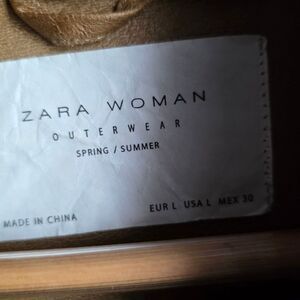 ZARA WOMAN
OUTERWEAR
SPRING / SUMMER
MADE IN CHINA
EUR L USA L MEX 30